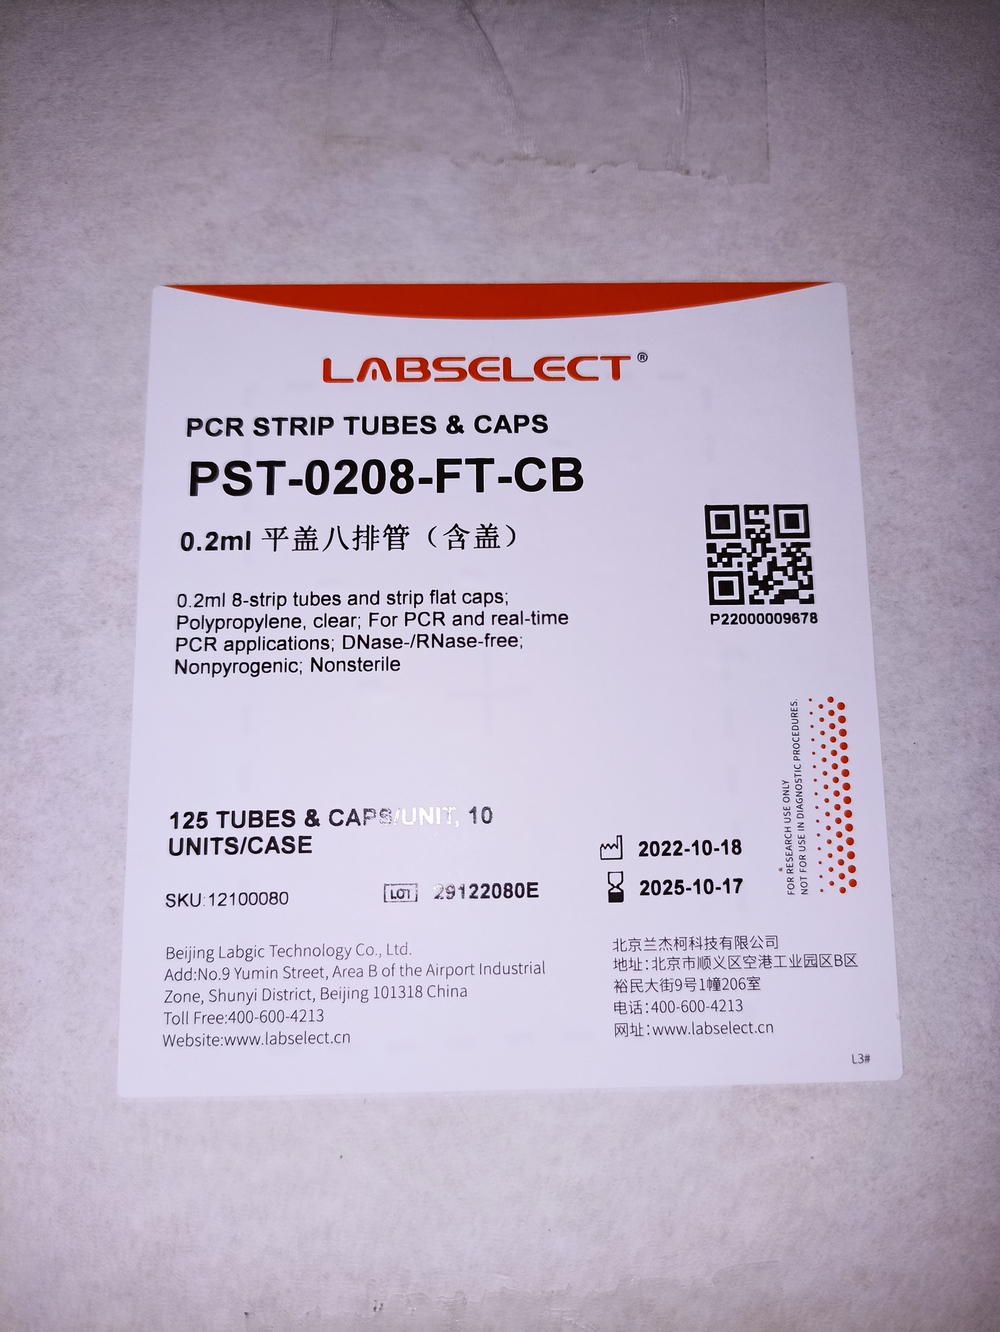 LABSELECT®
PCR STRIP TUBES & CAPS
PST-0208-FT-CB
0.2ml 平盖八排管（含盖）
0.2ml 8-strip tubes and strip flat caps;
Polypropylene, clear; For PCR and real-time
PCR applications; DNase-/RNase-free;
Nonpyrogenic; Nonsterile
P22000009678
*FOR RESEARCH USE ONLY
NOT FOR USE IN DIAGNOSTIC PROCEDURES.
125 TUBES & CAPS/UNIT, 10
UNITS/CASE
2022-10-18
2025-10-17
SKU:12100080
LOT 29122080E
Beijing Labgic Technology Co., Ltd.
Add:No.9 Yumin Street, Area B of the Airport Industrial
Zone, Shunyi District, Beijing 101318 China
Toll Free:400-600-4213
Website:www.labselect.cn
北京兰杰柯科技有限公司
地址:北京市顺义区空港工业园区B区
裕民大街9号1幢206室
电话:400-600-4213
网址:www.labselect.cn
L3#